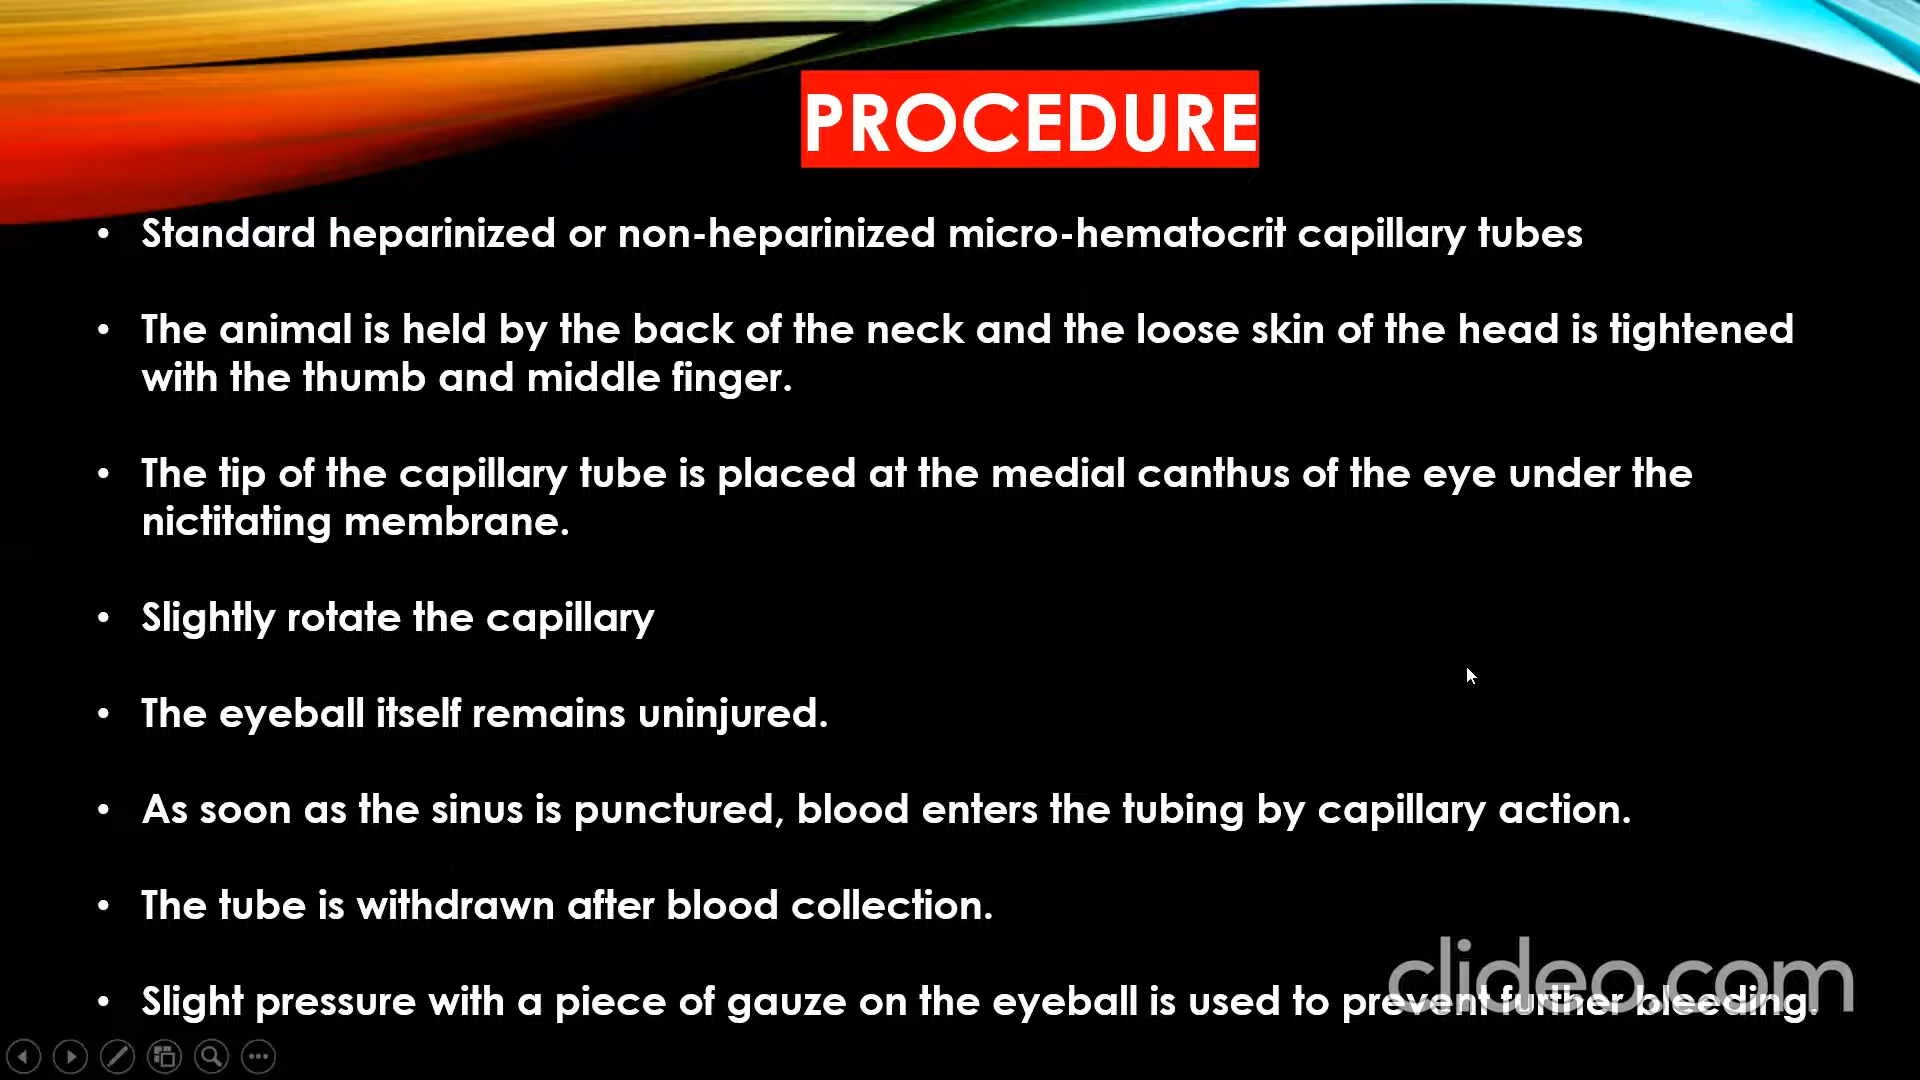 PROCEDURE
• Standard heparinized or non-heparinized micro-hematocrit capillary tubes
• The animal is held by the back of the neck and the loose skin of the head is tightened
with the thumb and middle finger.
• The tip of the capillary tube is placed at the medial canthus of the eye under the
nictitating membrane.
• Slightly rotate the capillary
• The eyeball itself remains uninjured.
• As soon as the sinus is punctured, blood enters the tubing by capillary action.
• The tube is withdrawn after blood collection.
• Slight pressure with a piece of gauze on the eyeball is used to prevent further bleeding.
clideo.com